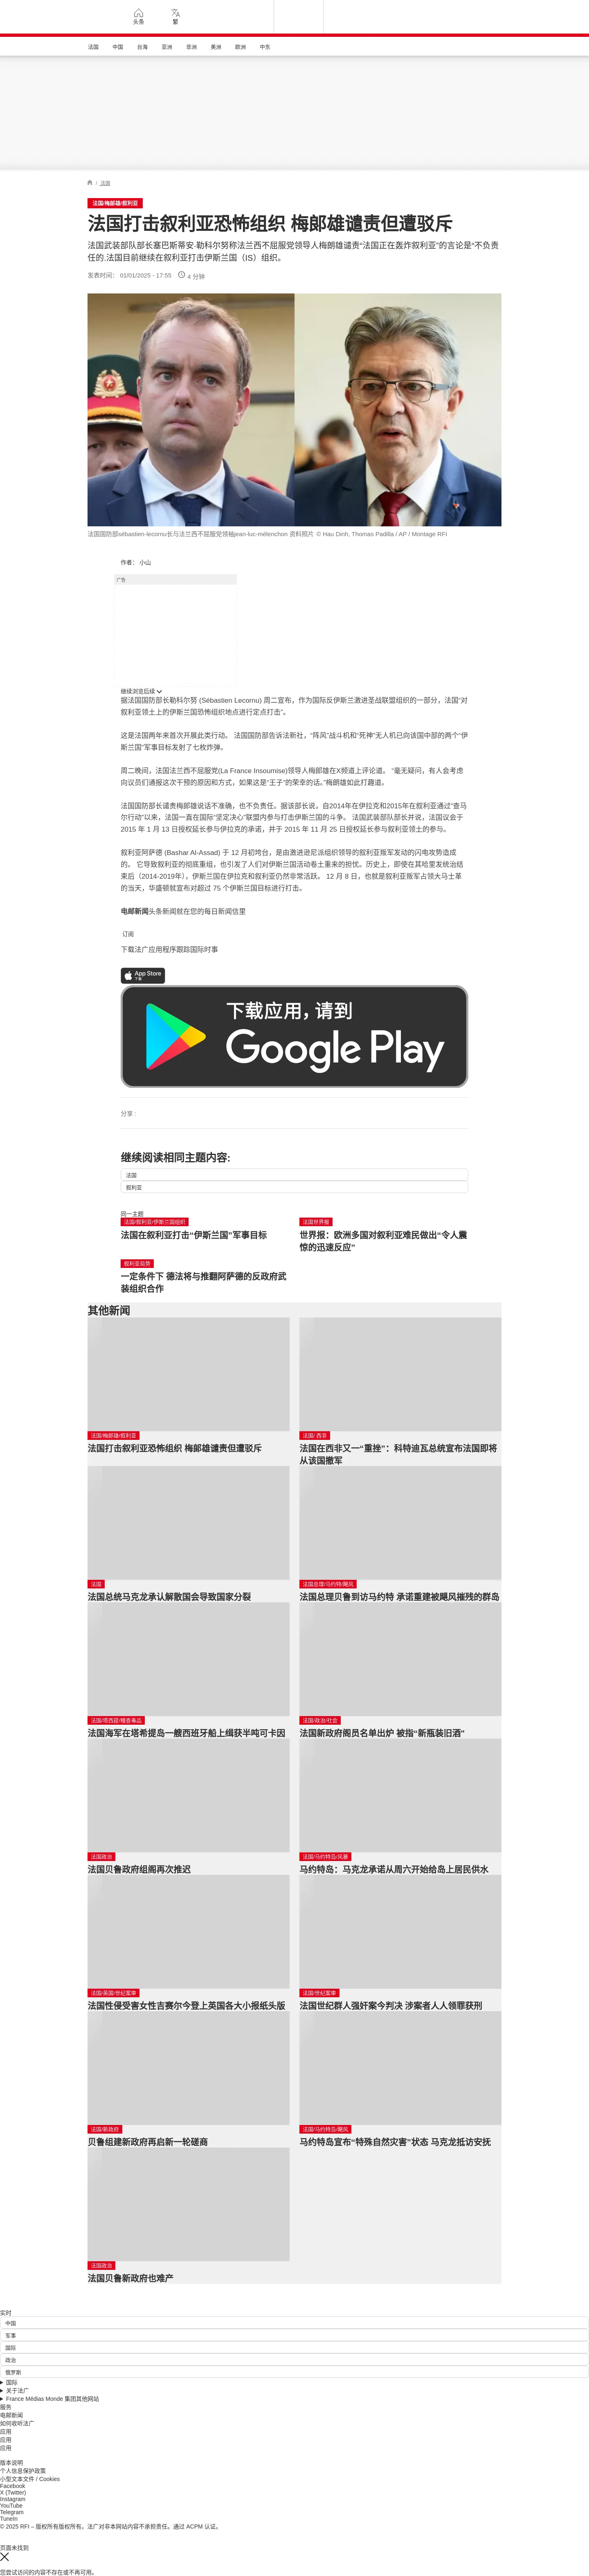 头条
繁
法国
中国
台海
亚洲
非洲
美洲
欧洲
中东
/ 法国
法国/梅郎雄/叙利亚
法国打击叙利亚恐怖组织 梅郎雄谴责但遭驳斥
法国武装部队部长塞巴斯蒂安·勒科尔努称法兰西不屈服党领导人梅朗雄谴责“法国正在轰炸叙利亚”的言论是“不负责
任的.法国目前继续在叙利亚打击伊斯兰国（IS）组织。
发表时间： 01/01/2025 - 17:55
4 分钟
法国国防部sébastien-lecornu长与法兰西不屈服党领袖jean-luc-mélenchon 资料照片 © Hau Dinh, Thomas Padilla / AP / Montage RFI
作者： 小山
广告
继续浏览后续
据法国国防部长勒科尔努 (Sébastien Lecornu) 周二宣布，作为国际反伊斯兰激进圣战联盟组织的一部分，法国“对
叙利亚领土上的伊斯兰国恐怖组织地点进行定点打击”。
这是法国两年来首次开展此类行动。 法国国防部告诉法新社，“阵风”战斗机和“死神”无人机已向该国中部的两个“伊
斯兰国”军事目标发射了七枚炸弹。
周二晚间，法国法兰西不屈服党(La France Insoumise)领导人梅郎雄在X频道上评论道。 “毫无疑问，有人会考虑
向议员们通报这次干预的原因和方式，如果这是“王子”的荣幸的话。”梅朗雄如此打趣道。
法国国防部长谴责梅郎雄说话不准确，也不负责任。据该部长说，自2014年在伊拉克和2015年在叙利亚通过“查马
尔行动”以来，法国一直在国际“坚定决心”联盟内参与打击伊斯兰国的斗争。 法国武装部队部长并说，法国议会于
2015 年 1 月 13 日授权延长参与伊拉克的承诺，并于 2015 年 11 月 25 日授权延长参与叙利亚领土的参与。
叙利亚阿萨德 (Bashar Al-Assad) 于 12 月初垮台，是由激进逊尼派组织领导的叙利亚叛军发动的闪电攻势造成
的。 它导致叙利亚的彻底重组，也引发了人们对伊斯兰国活动卷土重来的担忧。历史上，即使在其哈里发统治结
束后（2014-2019年），伊斯兰国在伊拉克和叙利亚仍然非常活跃。 12 月 8 日，也就是叙利亚叛军占领大马士革
的当天，华盛顿就宣布对超过 75 个伊斯兰国目标进行打击。
电邮新闻头条新闻就在您的每日新闻信里
订阅
下载法广应用程序跟踪国际时事
App Store
下载
下载应用，请到
Google Play
分享 :
继续阅读相同主题内容:
法国
叙利亚
同一主题
法国/叙利亚/伊斯兰国组织
法国在叙利亚打击“伊斯兰国”军事目标
法国世界报
世界报：欧洲多国对叙利亚难民做出“令人震
惊的迅速反应”
叙利亚局势
一定条件下 德法将与推翻阿萨德的反政府武
装组织合作
其他新闻
法国/梅郎雄/叙利亚
法国打击叙利亚恐怖组织 梅郎雄谴责但遭驳斥
法国/ 西非
法国在西非又一“重挫”：科特迪瓦总统宣布法国即将
从该国撤军
法国
法国总统马克龙承认解散国会导致国家分裂
法国总理/马约特/飓风
法国总理贝鲁到访马约特 承诺重建被飓风摧残的群岛
法国/塔西提/稽查毒品
法国海军在塔希提岛一艘西班牙船上缉获半吨可卡因
法国/政治/社会
法国新政府阁员名单出炉 被指“新瓶装旧酒”
法国政治
法国贝鲁政府组阁再次推迟
法国/马约特岛/风暴
马约特岛：马克龙承诺从周六开始给岛上居民供水
法国/英国/世纪案审
法国性侵受害女性吉赛尔今登上英国各大小报纸头版
法国/世纪案审
法国世纪群人强奸案今判决 涉案者人人领罪获刑
法国/新政府
贝鲁组建新政府再启新一轮磋商
法国/马约特岛/飓风
马约特岛宣布“特殊自然灾害”状态 马克龙抵访安抚
法国政治
法国贝鲁新政府也难产
实时
中国
军事
国际
政治
俄罗斯
国际
关于法广
France Médias Monde 集团其他网站
服务
电邮新闻
如何收听法广
应用
应用
应用
版本说明
个人信息保护政策
小型文本文件 / Cookies
Facebook
X (Twitter)
Instagram
YouTube
Telegram
TuneIn
© 2025 RFI – 版权所有版权所有。法广对非本网站内容不承担责任。通过 ACPM 认证。
页面未找到
您尝试访问的内容不存在或不再可用。